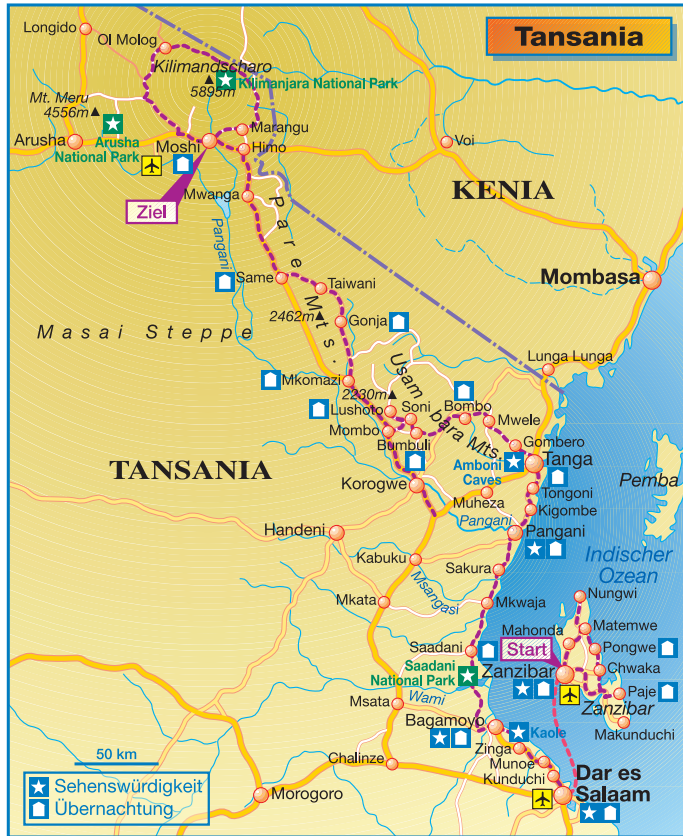 Tansania
Longido
Ol Molog
Kilimandscharo
5895m
Kilimanjara National Park
Mt. Meru
4556m
Arusha
Arusha
National Park
Moshi
Marangu
Himo
Voi
KENIA
Ziel
Mwanga
Pangani
Pare Mts.
Mombasa
Same
Taiwani
2462m
Gonja
Masai Steppe
Lunga Lunga
Mkomazi
2230m
Usambara Mts.
Lushoto
Soni
Bombo
Mwele
Mombo
Bumbuli
Gombero
TANSANIA
Amboni
Caves
Tanga
Pemba
Korogwe
Muheza
Tongoni
Kigombe
Pangani
Pangani
Handeni
Indischer
Ozean
Kabuku
Msangasi
Sakura
Nungwi
Mkata
Mkwaja
Matemwe
Mahonda
Saadani
Start
Pongwe
Saadani
National Park
Zanzibar
Chwaka
Wami
Paje
Msata
Zanzibar
Bagamoyo
Kaole
Makunduchi
50 km
Zinga
Munoe
Kunduchi
Chalinze
Dar es
Salaam
Sehenswürdigkeit
Übernachtung
Morogoro